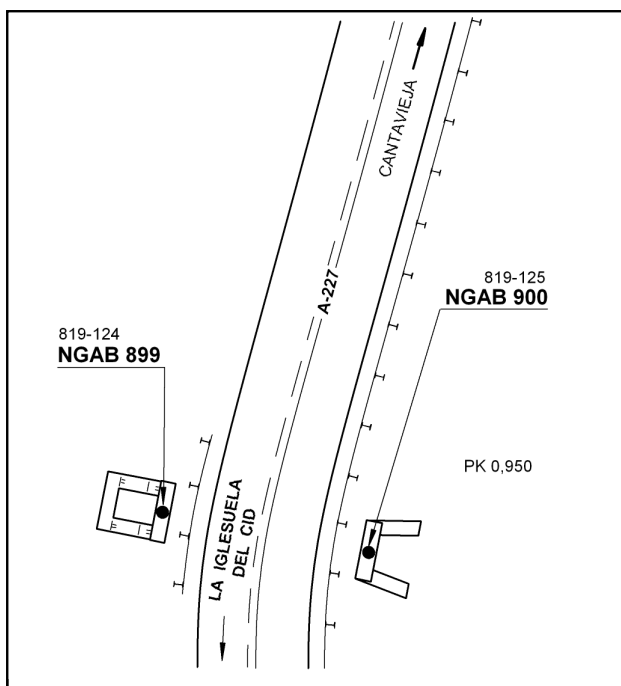 CANTAVIEJA
A-227
819-125
NGAB 900
819-124
NGAB 899
PK 0,950
LA IGLESUELA
DEL CID